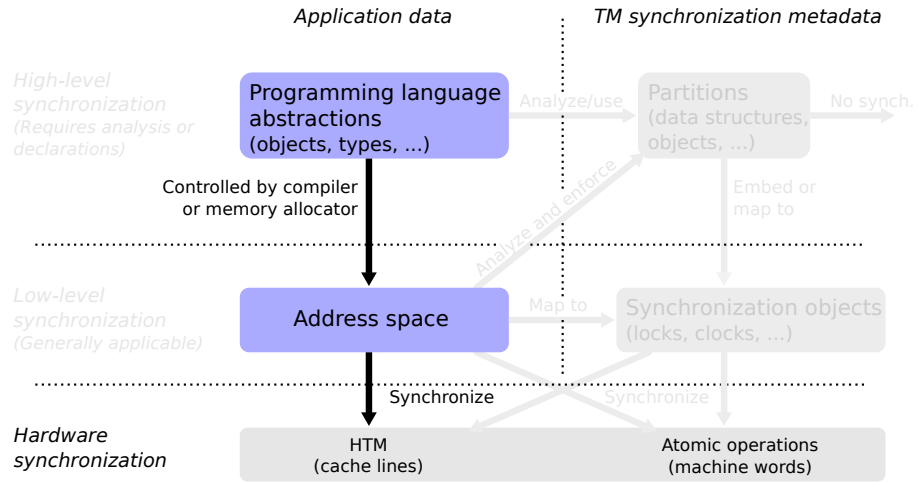 Application data
TM synchronization metadata
High-level
synchronization
(Requires analysis or
declarations)
Programming language
abstractions
(objects, types, ...)
Analyze/use
Partitions
(data structures,
objects, ...)
No synch.
Controlled by compiler
or memory allocator
Analyze and enforce
Embed or
map to
Low-level
synchronization
(Generally applicable)
Address space
Map to
Synchronization objects
(locks, clocks, ...)
Synchronize
Synchronize
Hardware
synchronization
HTM
(cache lines)
Atomic operations
(machine words)